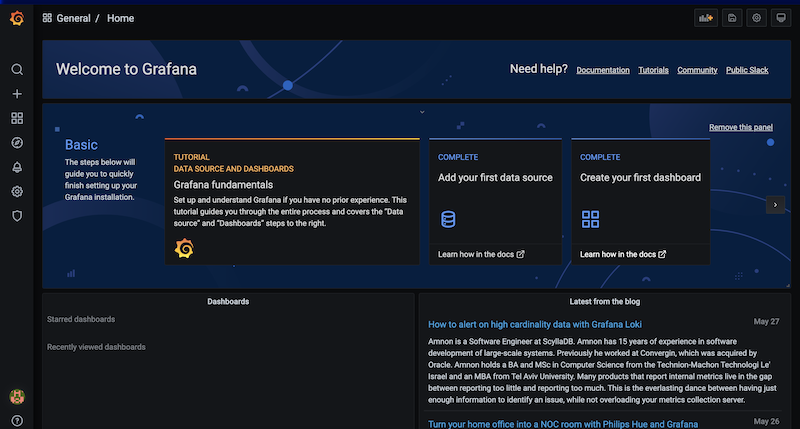 General / Home
Welcome to Grafana
Need help? Documentation Tutorials Community Public Slack
Remove this panel
Basic
The steps below will
guide you to quickly
finish setting up your
Grafana installation.
TUTORIAL
DATA SOURCE AND DASHBOARDS
Grafana fundamentals
Set up and understand Grafana if you have no prior experience. This
tutorial guides you through the entire process and covers the “Data
source” and “Dashboards” steps to the right.
COMPLETE
Add your first data source
Learn how in the docs
COMPLETE
Create your first dashboard
Learn how in the docs
Dashboards
Starred dashboards
Recently viewed dashboards
Latest from the blog
How to alert on high cardinality data with Grafana Loki
May 27
Amnon is a Software Engineer at ScyllaDB. Amnon has 15 years of experience in software
development of large-scale systems. Previously he worked at Convergin, which was acquired by
Oracle. Amnon holds a BA and MSc in Computer Science from the Technion-Machon Technologi Le'
Israel and an MBA from Tel Aviv University. Many products that report internal metrics live in the gap
between reporting too little and reporting too much. This is the everlasting dance between having just
enough information to identify an issue, while not overloading your metrics collection server.
Turn your home office into a NOC room with Philips Hue and Grafana
May 26